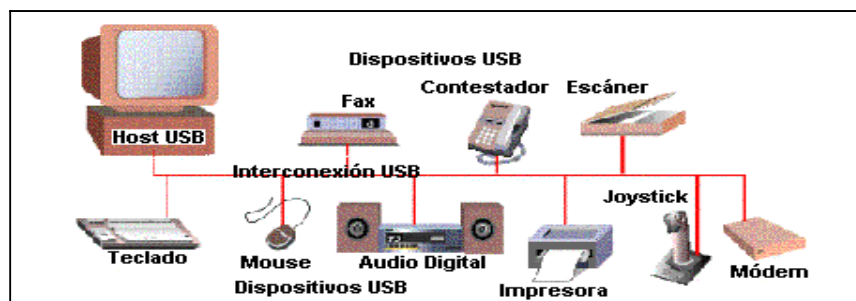 Dispositivos USB
Contestador
Escáner
Fax
Host USB
Interconexión USB
Joystick
Teclado
Mouse
Audio Digital
Impresora
Módem
Dispositivos USB